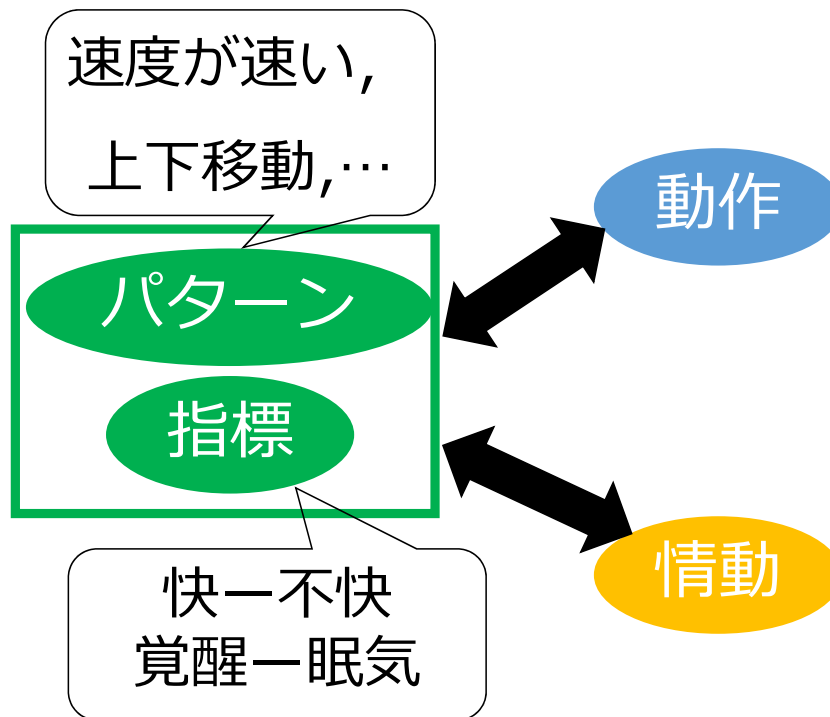 速度が速い,
上下移動,…
動作
パターン
指標
快ー不快
覚醒ー眠気
情動